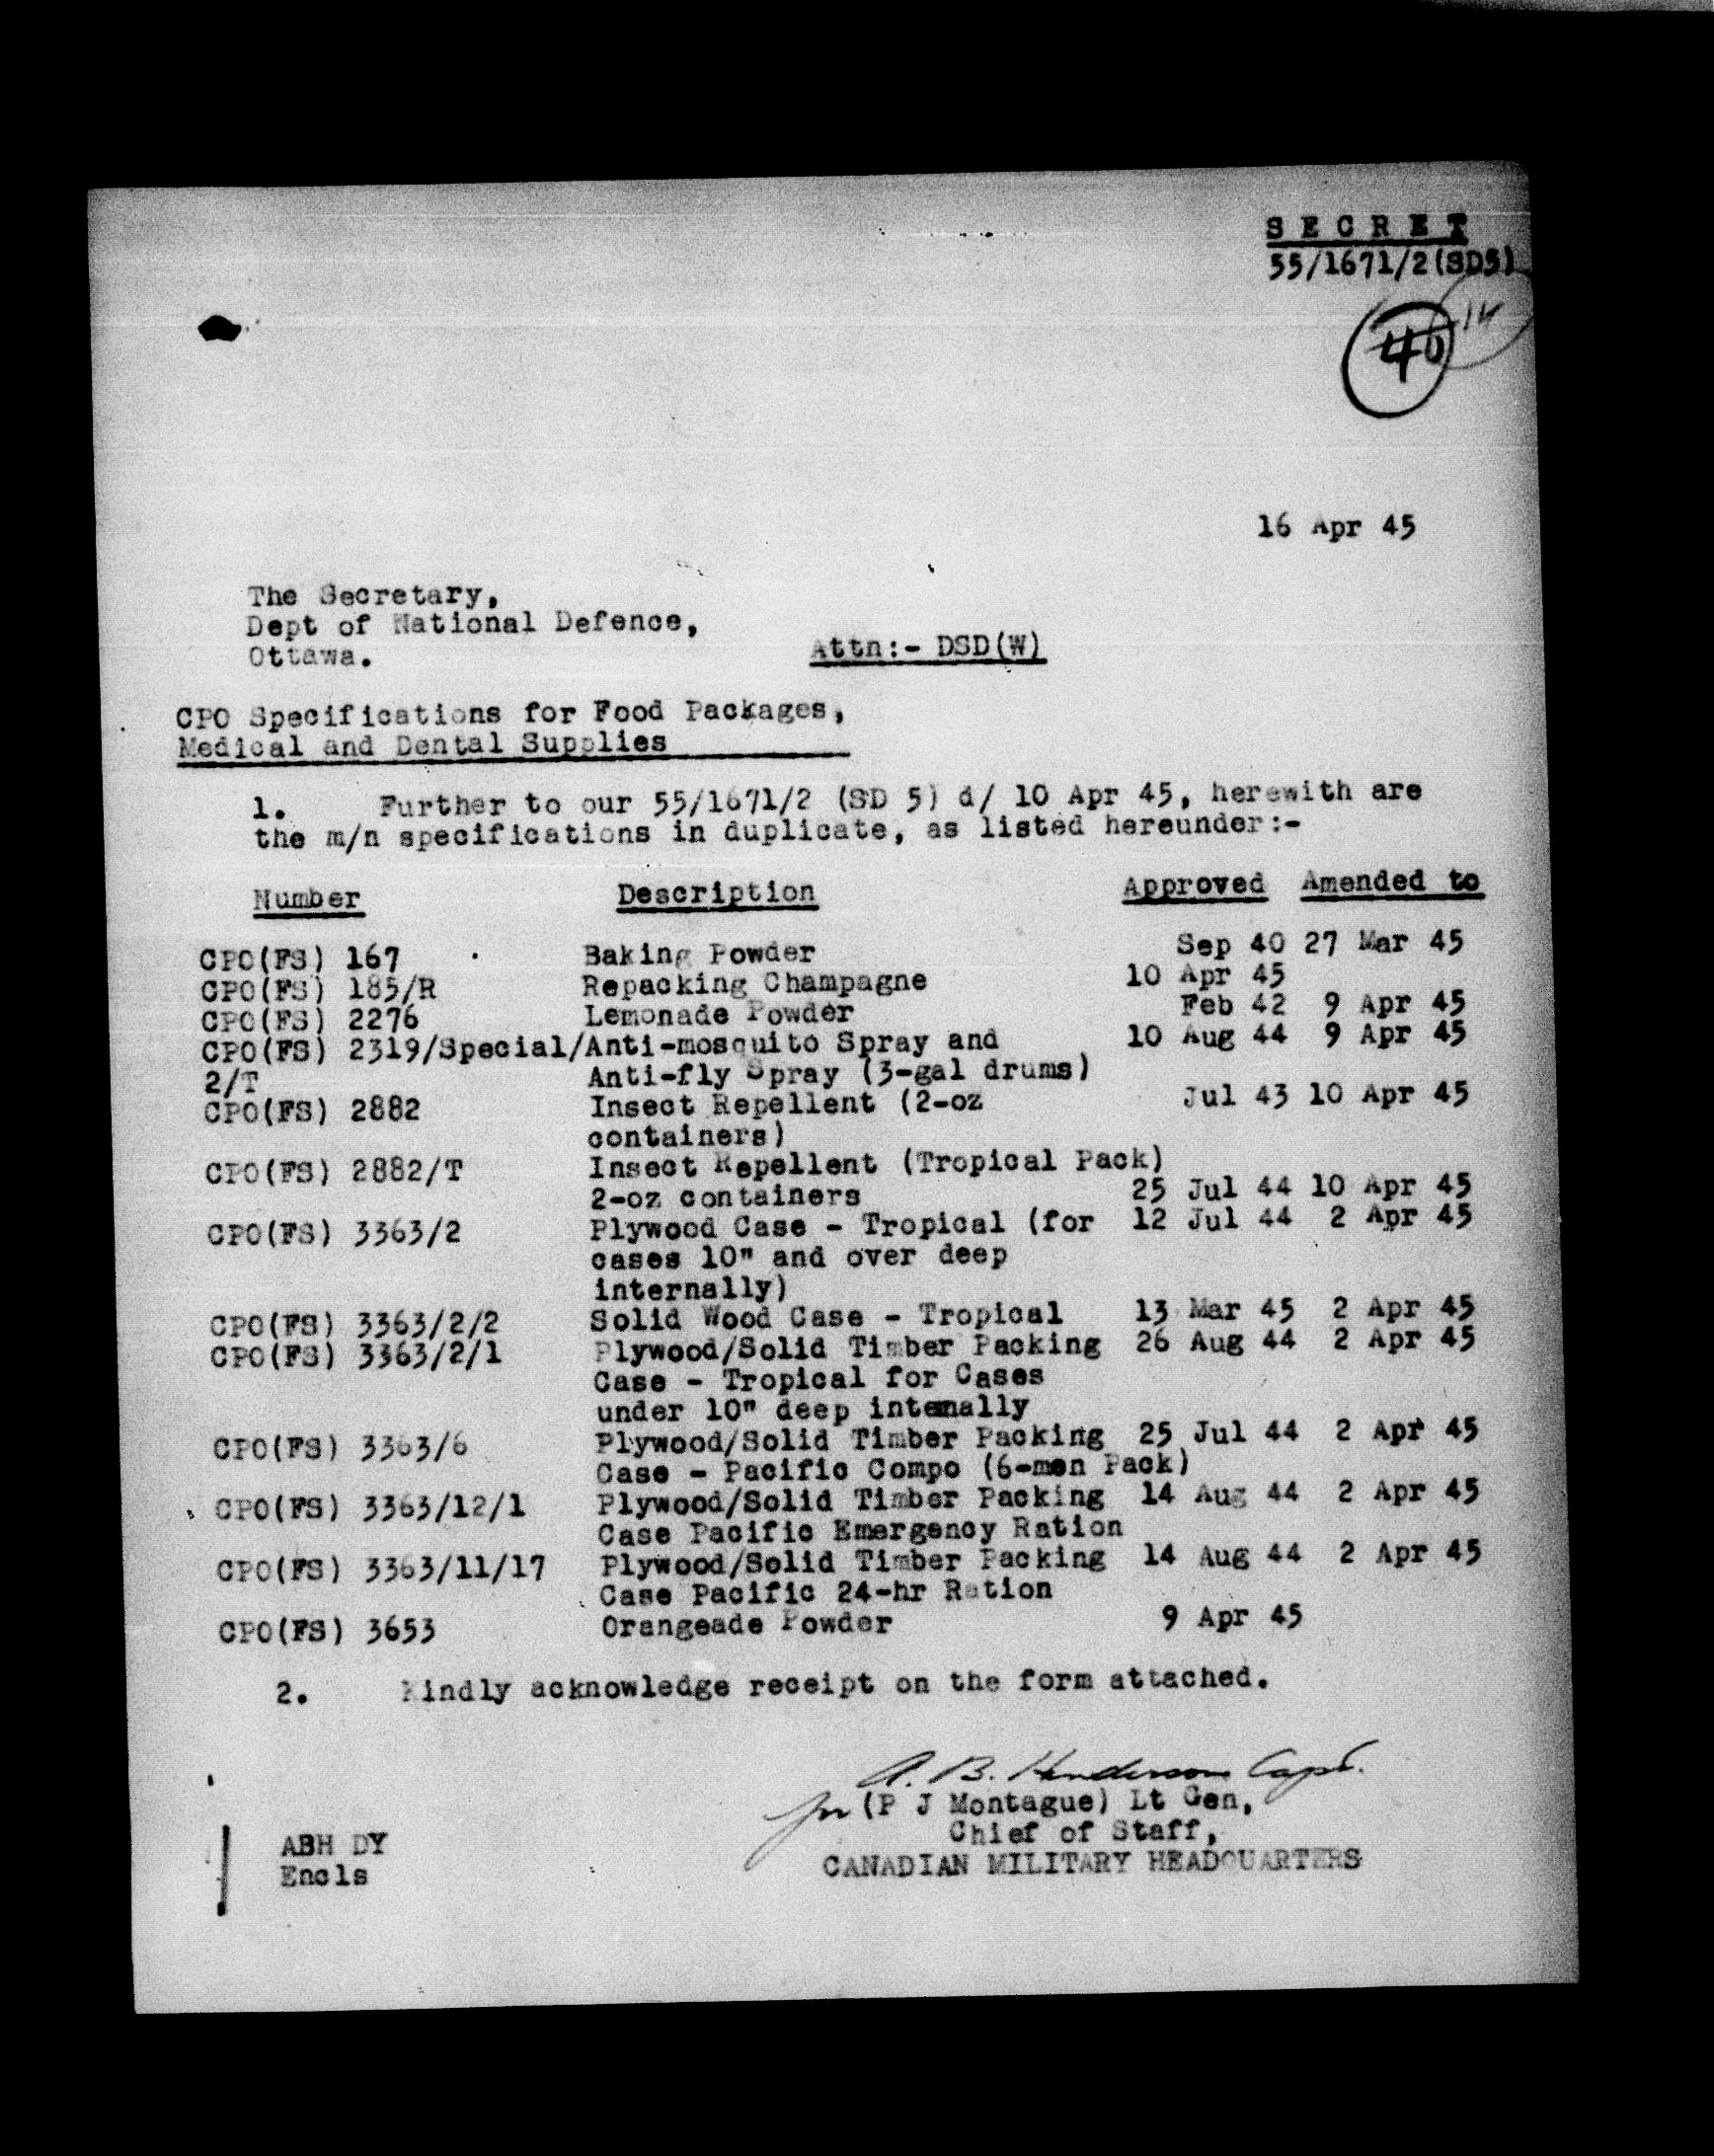 SECRET
55/1671/2(SD5)
46
16 Apr 45
The Secretary,
Dept of National Defence,
Ottawa.
Attn:- DSD(W)
CPO Specifications for Food Packages,
Medical and Dental Supplies
1. Further to our 55/1671/2 (SD 5) d/ 10 Apr 45, herewith are
the m/n specifications in duplicate, as listed hereunder:-
Number Description Approved Amended to
CPO(FS) 167 Baking Powder Sep 40 27 Mar 45
CPO(FS) 185/R Repacking Champagne 10 Apr 45
CPO(FS) 2276 Lemonade Powder Feb 42 9 Apr 45
CPO(FS) 2319/Special/Anti-mosquito Spray and 10 Aug 44 9 Apr 45
2/T Anti-fly Spray (3-gal drums)
CPO(FS) 2882 Insect Repellent (2-oz Jul 43 10 Apr 45
containers)
CPO(FS) 2882/T Insect Repellent (Tropical Pack)
2-oz containers 25 Jul 44 10 Apr 45
CPO(FS) 3363/2 Plywood Case - Tropical (for 12 Jul 44 2 Apr 45
cases 10" and over deep
internally)
CPO(FS) 3363/2/2 Solid Wood Case - Tropical 13 Mar 45 2 Apr 45
CPO(FS) 3363/2/1 Plywood/Solid Timber Packing 26 Aug 44 2 Apr 45
Case - Tropical for Cases
under 10" deep internally
CPO(FS) 3363/6 Plywood/Solid Timber Packing 25 Jul 44 2 Apr 45
Case - Pacific Compo (6-men Pack)
CPO(FS) 3363/12/1 Plywood/Solid Timber Packing 14 Aug 44 2 Apr 45
Case Pacific Emergency Ration
CPO(FS) 3363/11/17 Plywood/Solid Timber Packing 14 Aug 44 2 Apr 45
Case Pacific 24-hr Ration
CPO(FS) 3653 Orangeade Powder 9 Apr 45
2. Kindly acknowledge receipt on the form attached.
A. B. Henderson Capt.
for (P J Montague) Lt Gen,
Chief of Staff,
CANADIAN MILITARY HEADQUARTERS
ABH DY
Encls